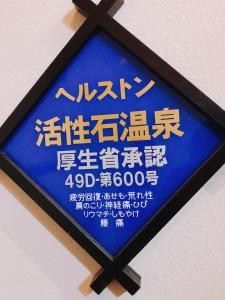 ヘルストン
活性石温泉
厚生省承認
49D-第600号
疲労回復・あせも・荒れ性
肩のこり・神経痛・ひび
リウマチ・しもやけ
腰痛